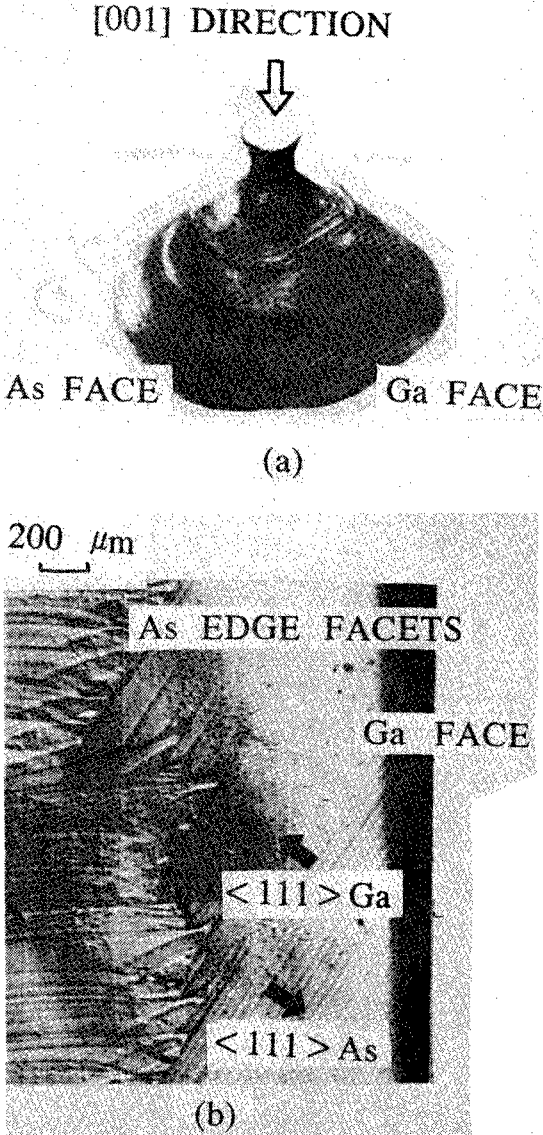 [001] DIRECTION
As FACE
Ga FACE
(a)
200 μm
As EDGE FACETS
Ga FACE
<111> Ga
<111> As
(b)